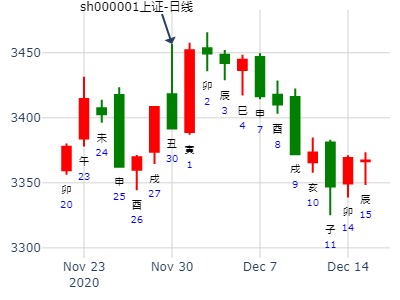 sh000001上证-日线
3450
3400
3350
3300
卯
20
午
23
未
24
申
25
酉
26
戌
27
丑
30
寅
1
卯
2
辰
3
巳
4
申
7
酉
8
戌
9
亥
10
子
11
卯
14
辰
15
Nov 23
2020
Nov 30
Dec 7
Dec 14